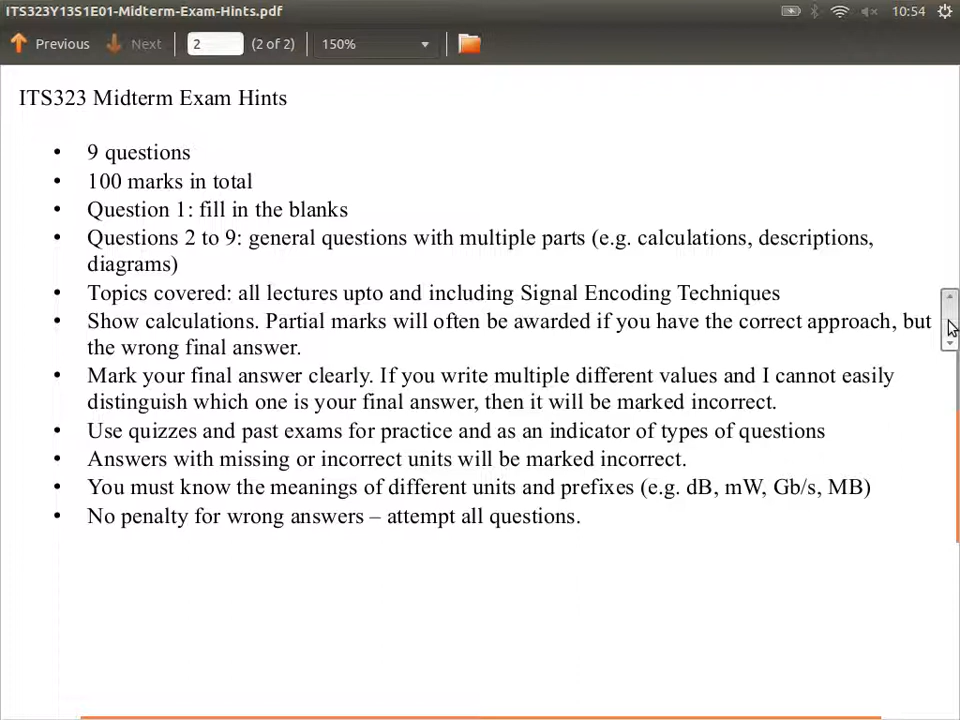 ITS323Y13S1E01-Midterm-Exam-Hints.pdf 10:54
Previous Next 2 (2 of 2) 150%
ITS323 Midterm Exam Hints
• 9 questions
• 100 marks in total
• Question 1: fill in the blanks
• Questions 2 to 9: general questions with multiple parts (e.g. calculations, descriptions,
diagrams)
• Topics covered: all lectures upto and including Signal Encoding Techniques
• Show calculations. Partial marks will often be awarded if you have the correct approach, but
the wrong final answer.
• Mark your final answer clearly. If you write multiple different values and I cannot easily
distinguish which one is your final answer, then it will be marked incorrect.
• Use quizzes and past exams for practice and as an indicator of types of questions
• Answers with missing or incorrect units will be marked incorrect.
• You must know the meanings of different units and prefixes (e.g. dB, mW, Gb/s, MB)
• No penalty for wrong answers – attempt all questions.